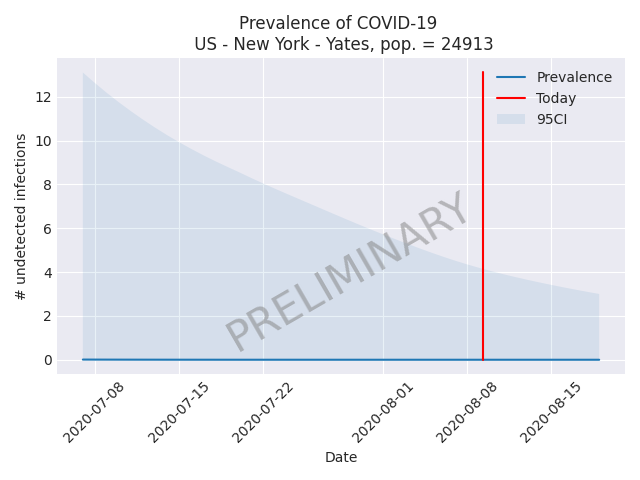 Prevalence of COVID-19
US - New York - Yates, pop. = 24913
Prevalence
Today
95CI
# undetected infections
12
10
8
6
4
2
0
PRELIMINARY
2020-07-08
2020-07-15
2020-07-22
2020-08-01
2020-08-08
2020-08-15
Date